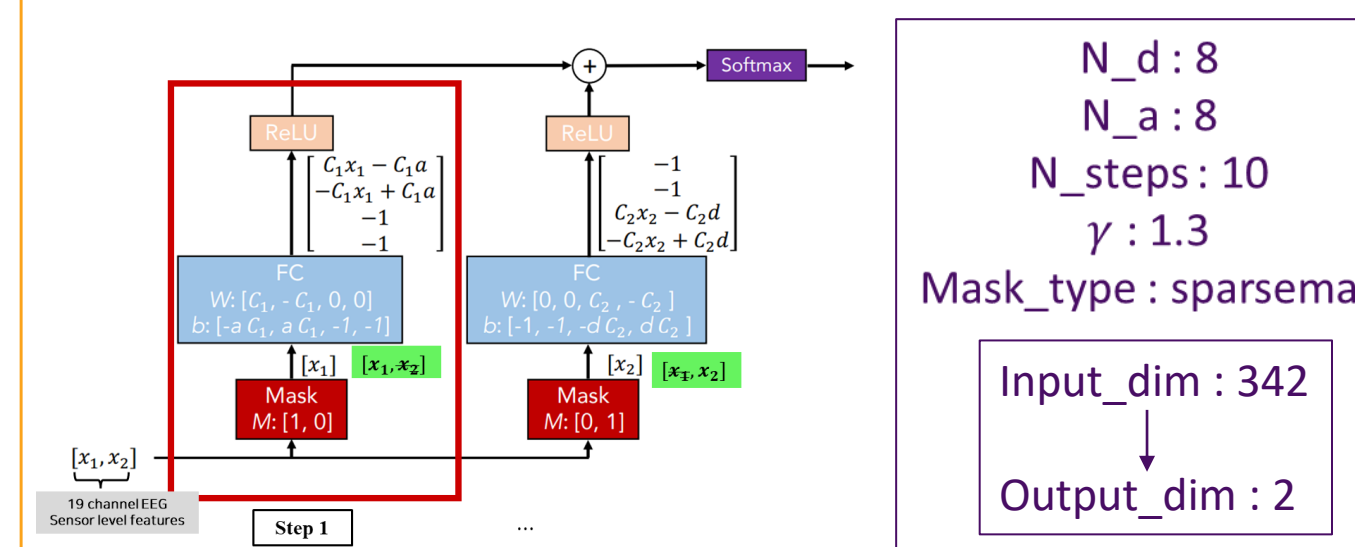 Softmax
+
ReLU
ReLU
C₁x₁ − C₁a
−C₁x₁ + C₁a
−1
−1
−1
−1
C₂x₂ − C₂d
−C₂x₂ + C₂d
FC
W: [C₁, - C₁, 0, 0]
b: [-a C₁, a C₁, -1, -1]
FC
W: [0, 0, C₂ , - C₂ ]
b: [-1, -1, -d C₂, d C₂ ]
[x₁]
[x₁, x₂]
[x₂]
[x₁, x₂]
Mask
M: [1, 0]
Mask
M: [0, 1]
[x₁, x₂]
19 channel EEG
Sensor level features
Step 1
...
N_d : 8
N_a : 8
N_steps : 10
γ : 1.3
Mask_type : sparsema
Input_dim : 342
Output_dim : 2